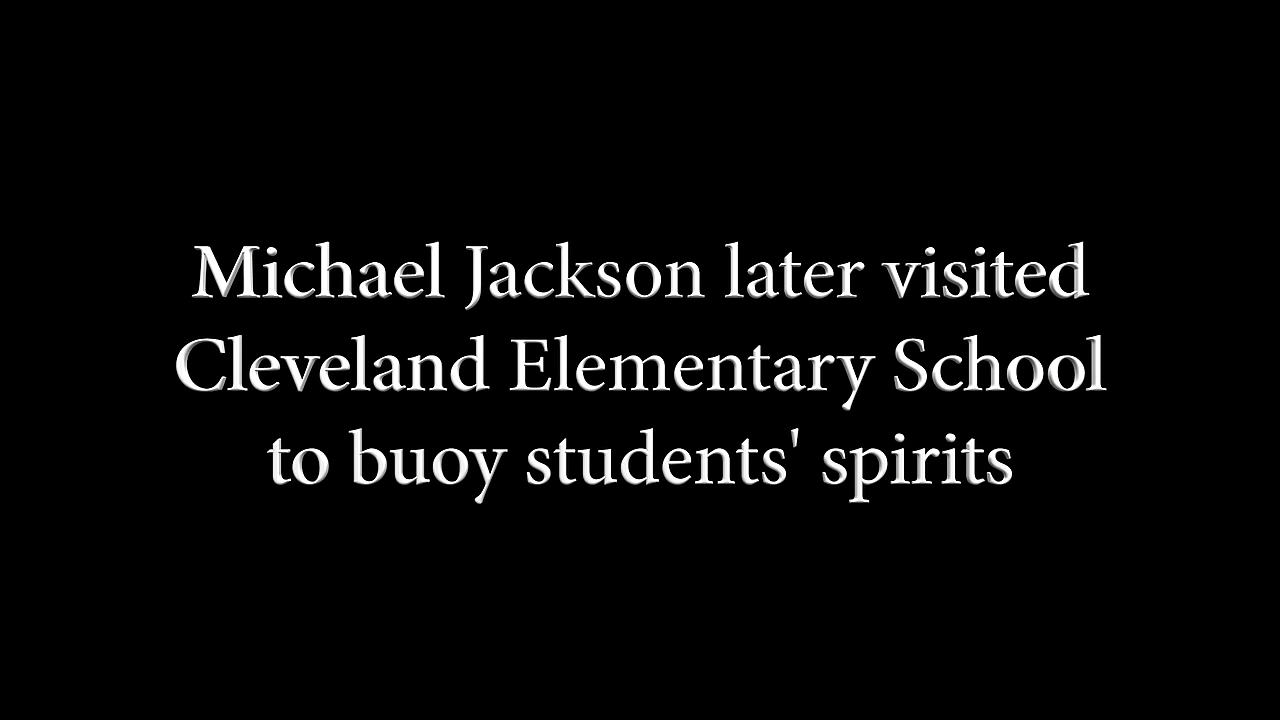 Michael Jackson later visited
Cleveland Elementary School
to buoy students' spirits